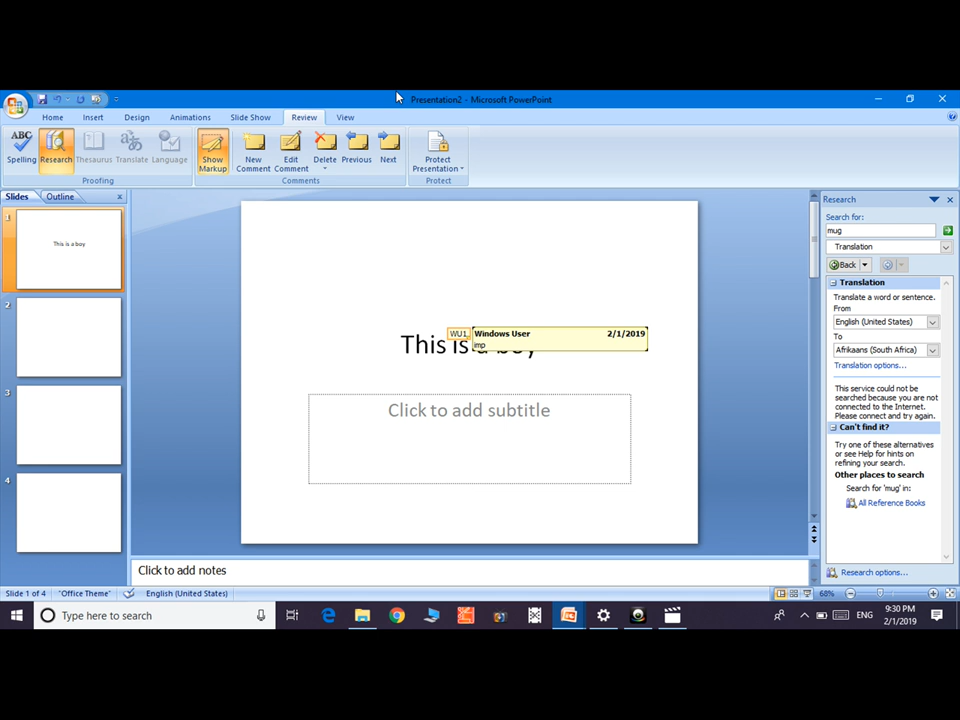 Presentation2 - Microsoft PowerPoint
Home Insert Design Animations Slide Show Review View
ABC
Spelling Research Thesaurus Translate Language
Proofing
Show Markup
New Comment
Edit Comment
Delete Previous Next
Comments
Protect Presentation
Protect
Slides Outline
1
This is a boy
2
3
4
This is a boy
WU1
Windows User 2/1/2019
imp
Click to add subtitle
Click to add notes
Research
Search for:
mug
Translation
Back
Translation
Translate a word or sentence.
From
English (United States)
To
Afrikaans (South Africa)
Translation options...
This service could not be
searched because you are not
connected to the Internet.
Please connect and try again.
Can't find it?
Try one of these alternatives
or see Help for hints on
refining your search.
Other places to search
Search for 'mug' in:
All Reference Books
Research options...
Slide 1 of 4 "Office Theme" English (United States) 68%
Type here to search
ENG
9:30 PM
2/1/2019